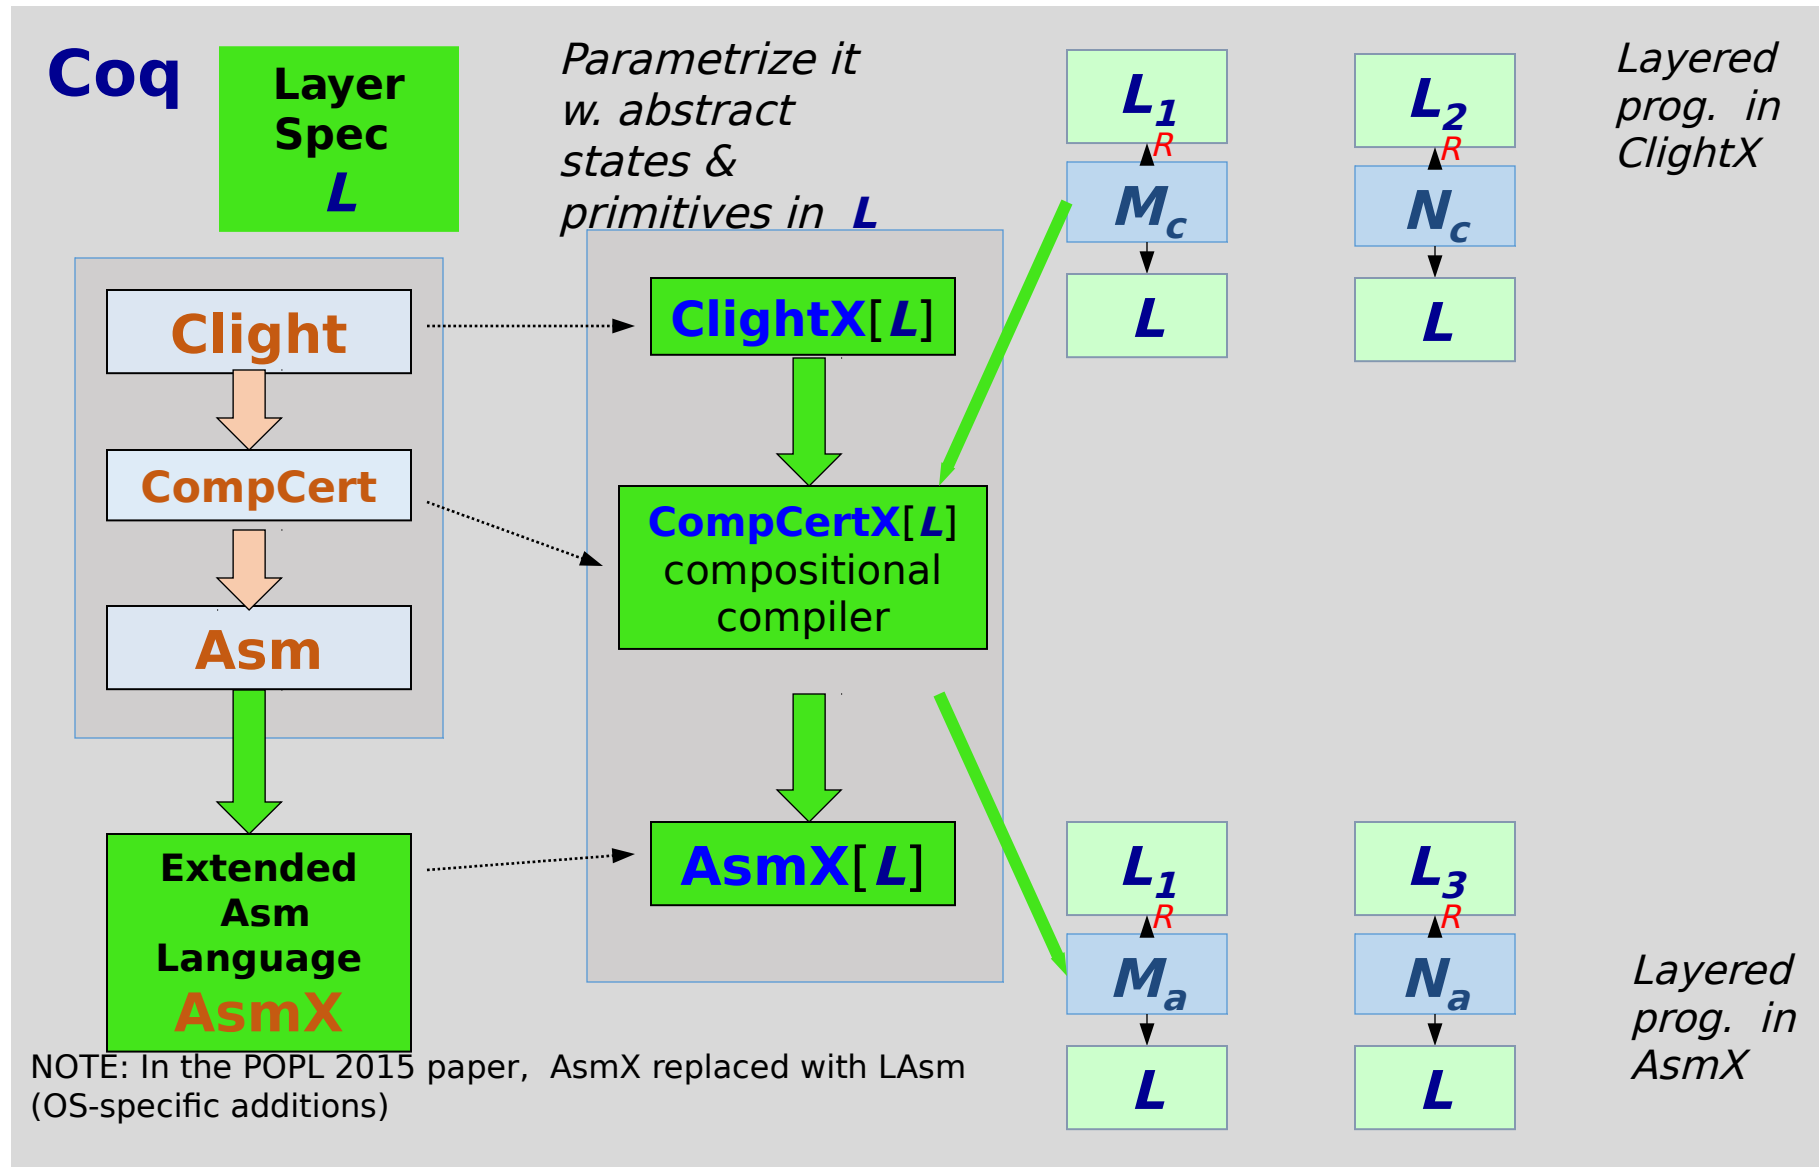 Coq
Layer
Spec
L
Parametrize it
w. abstract
states &
primitives in  L
Clight
CompCert
Asm
Extended
Asm
Language
AsmX
ClightX[L]
CompCertX[L]
compositional
compiler
AsmX[L]
L1
R
Mc
L
L2
R
Nc
L
Layered
prog.  in
ClightX
L1
R
Ma
L
L3
R
Na
L
Layered
prog.  in
AsmX
NOTE: In the POPL 2015 paper,  AsmX replaced with LAsm
(OS-specific additions)